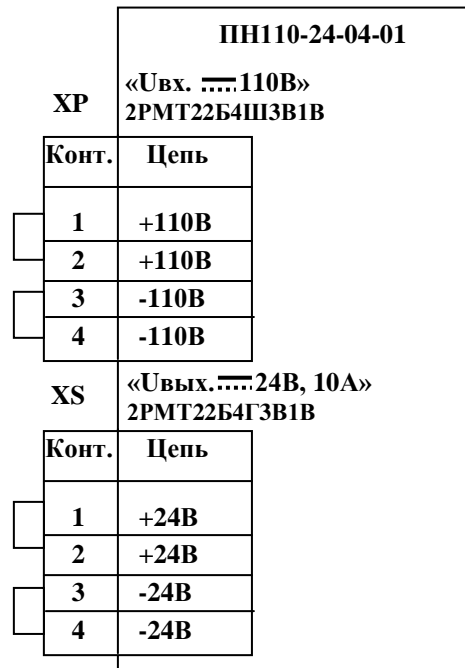 ПН110-24-04-01
«Uвх. 110В»
ХР 2РМТ22Б4Ш3В1В
Конт. Цепь
1 +110В
2 +110В
3 -110В
4 -110В
«Uвых. 24В, 10А»
XS 2РМТ22Б4Г3В1В
Конт. Цепь
1 +24В
2 +24В
3 -24В
4 -24В